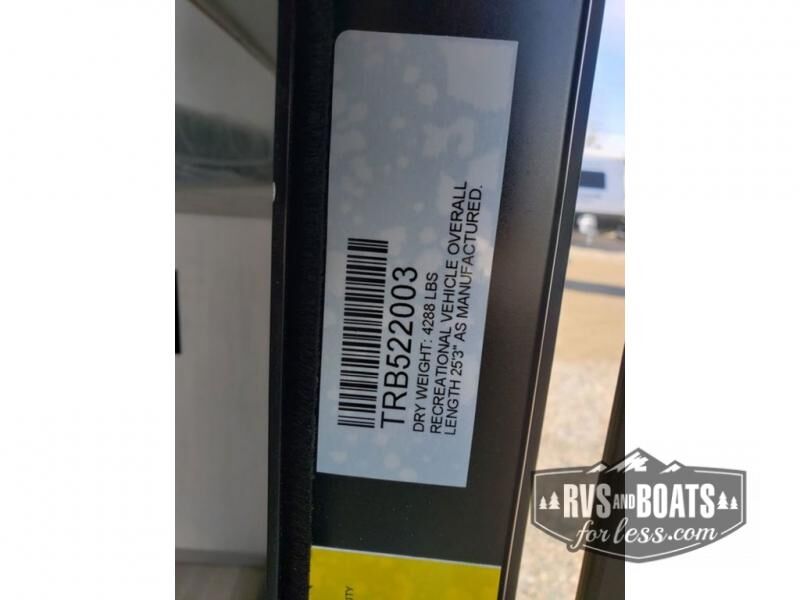 TRB522003
DRY WEIGHT: 4288 LBS
RECREATIONAL VEHICLE OVERALL
LENGTH 25'3" AS MANUFACTURED.
RVS AND BOATS
for less.com